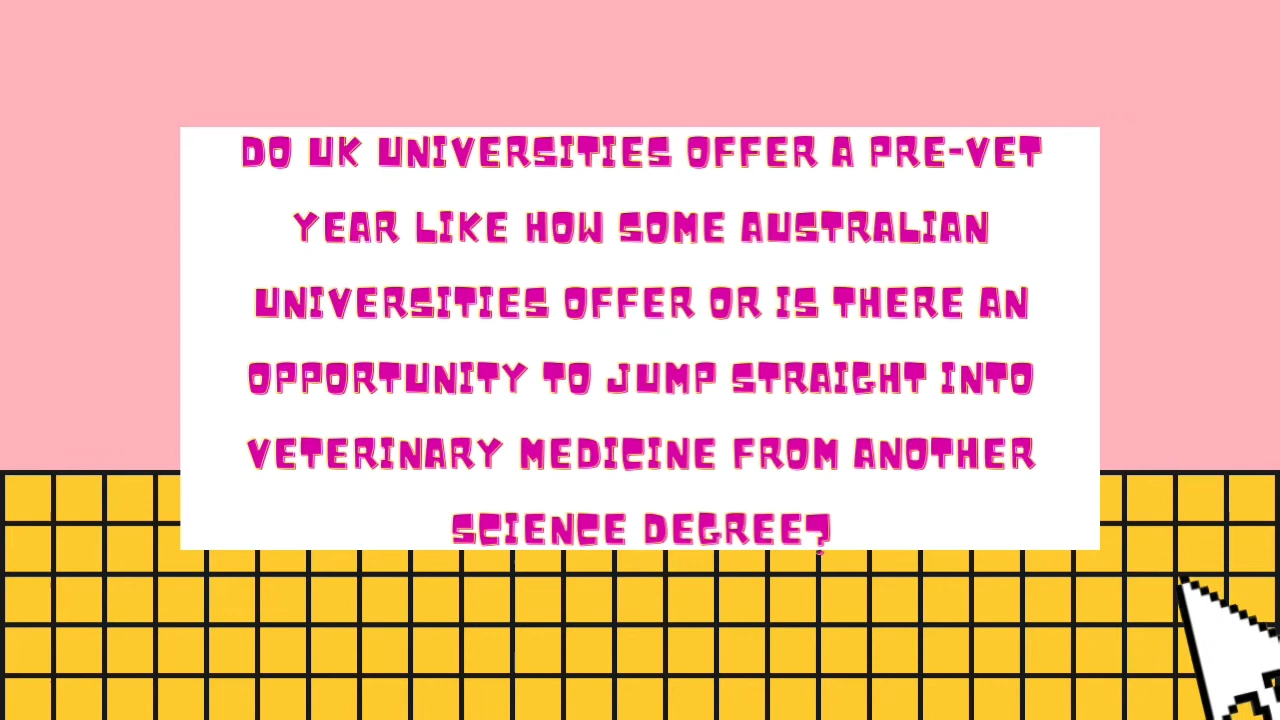 DO UK UNIVERSITIES OFFER A PRE-VET
YEAR LIKE HOW SOME AUSTRALIAN
UNIVERSITIES OFFER OR IS THERE AN
OPPORTUNITY TO JUMP STRAIGHT INTO
VETERINARY MEDICINE FROM ANOTHER
SCIENCE DEGREE?